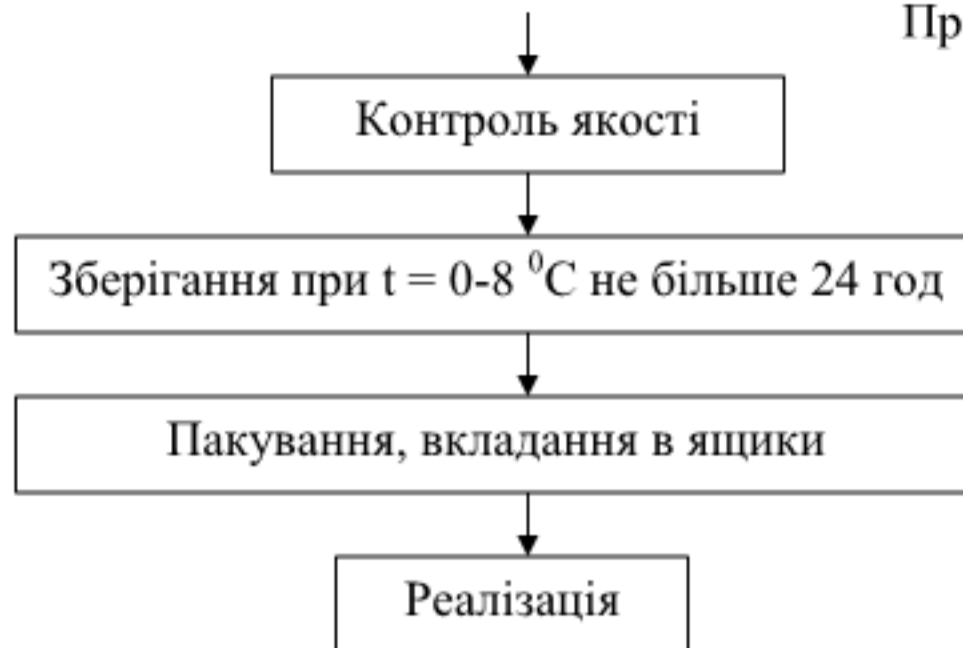 Пр
Контроль якості
Зберігання при t = 0-8 ⁰С не більше 24 год
Пакування, вкладання в ящики
Реалізація